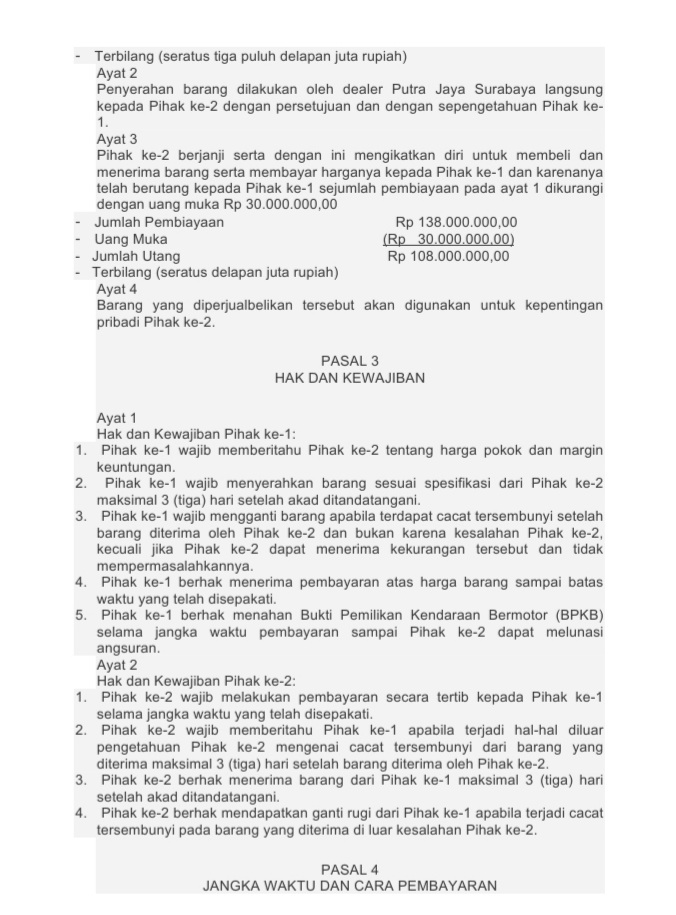 - Terbilang (seratus tiga puluh delapan juta rupiah)
Ayat 2
Penyerahan barang dilakukan oleh dealer Putra Jaya Surabaya langsung
kepada Pihak ke-2 dengan persetujuan dan dengan sepengetahuan Pihak ke-
1.
Ayat 3
Pihak ke-2 berjanji serta dengan ini mengikatkan diri untuk membeli dan
menerima barang serta membayar harganya kepada Pihak ke-1 dan karenanya
telah berutang kepada Pihak ke-1 sejumlah pembiayaan pada ayat 1 dikurangi
dengan uang muka Rp 30.000.000,00
- Jumlah Pembiayaan Rp 138.000.000,00
- Uang Muka (Rp 30.000.000,00)
- Jumlah Utang Rp 108.000.000,00
- Terbilang (seratus delapan juta rupiah)
Ayat 4
Barang yang diperjualbelikan tersebut akan digunakan untuk kepentingan
pribadi Pihak ke-2.
PASAL 3
HAK DAN KEWAJIBAN
Ayat 1
Hak dan Kewajiban Pihak ke-1:
1. Pihak ke-1 wajib memberitahu Pihak ke-2 tentang harga pokok dan margin
keuntungan.
2. Pihak ke-1 wajib menyerahkan barang sesuai spesifikasi dari Pihak ke-2
maksimal 3 (tiga) hari setelah akad ditandatangani.
3. Pihak ke-1 wajib mengganti barang apabila terdapat cacat tersembunyi setelah
barang diterima oleh Pihak ke-2 dan bukan karena kesalahan Pihak ke-2,
kecuali jika Pihak ke-2 dapat menerima kekurangan tersebut dan tidak
mempermasalahkannya.
4. Pihak ke-1 berhak menerima pembayaran atas harga barang sampai batas
waktu yang telah disepakati.
5. Pihak ke-1 berhak menahan Bukti Pemilikan Kendaraan Bermotor (BPKB)
selama jangka waktu pembayaran sampai Pihak ke-2 dapat melunasi
angsuran.
Ayat 2
Hak dan Kewajiban Pihak ke-2:
1. Pihak ke-2 wajib melakukan pembayaran secara tertib kepada Pihak ke-1
selama jangka waktu yang telah disepakati.
2. Pihak ke-2 wajib memberitahu Pihak ke-1 apabila terjadi hal-hal diluar
pengetahuan Pihak ke-2 mengenai cacat tersembunyi dari barang yang
diterima maksimal 3 (tiga) hari setelah barang diterima oleh Pihak ke-2.
3. Pihak ke-2 berhak menerima barang dari Pihak ke-1 maksimal 3 (tiga) hari
setelah akad ditandatangani.
4. Pihak ke-2 berhak mendapatkan ganti rugi dari Pihak ke-1 apabila terjadi cacat
tersembunyi pada barang yang diterima di luar kesalahan Pihak ke-2.
PASAL 4
JANGKA WAKTU DAN CARA PEMBAYARAN